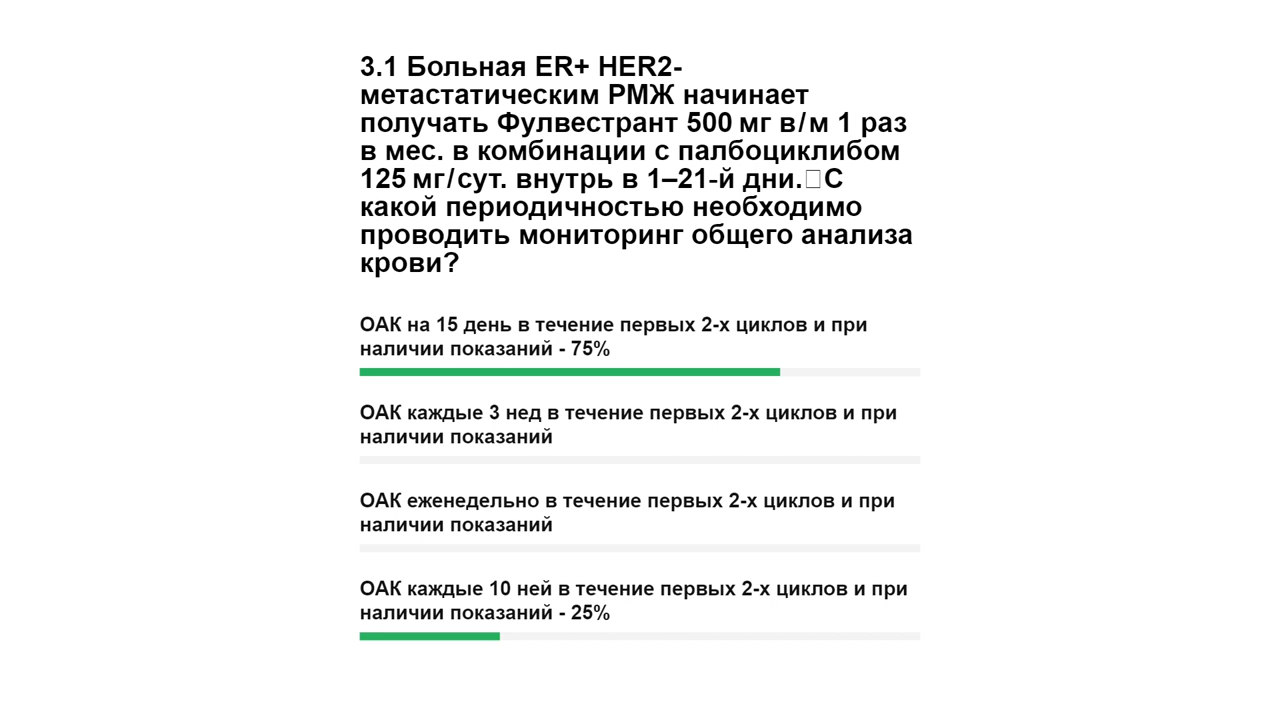 3.1 Больная ER+ HER2-
метастатическим РМЖ начинает
получать Фулвестрант 500 мг в/м 1 раз
в мес. в комбинации с палбоциклибом
125 мг/сут. внутрь в 1–21-й дни.□С
какой периодичностью необходимо
проводить мониторинг общего анализа
крови?
ОАК на 15 день в течение первых 2-х циклов и при
наличии показаний - 75%
ОАК каждые 3 нед в течение первых 2-х циклов и при
наличии показаний
ОАК еженедельно в течение первых 2-х циклов и при
наличии показаний
ОАК каждые 10 ней в течение первых 2-х циклов и при
наличии показаний - 25%